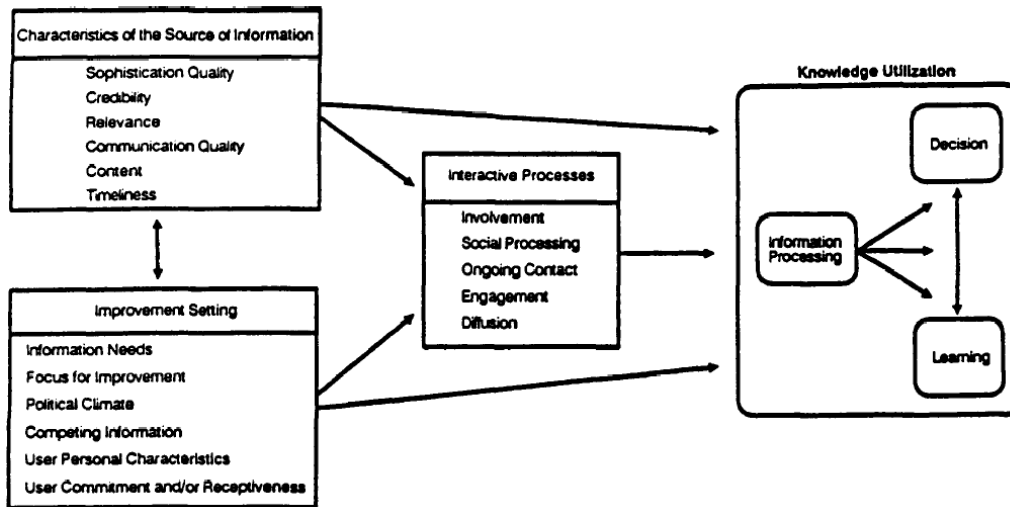 Characteristics of the Source of Information
Sophistication Quality
Credibility
Relevance
Communication Quality
Content
Timeliness
Improvement Setting
Information Needs
Focus for Improvement
Political Climate
Competing Information
User Personal Characteristics
User Commitment and/or Receptiveness
Interactive Processes
Involvement
Social Processing
Ongoing Contact
Engagement
Diffusion
Knowledge Utilization
Information
Processing
Decision
Learning